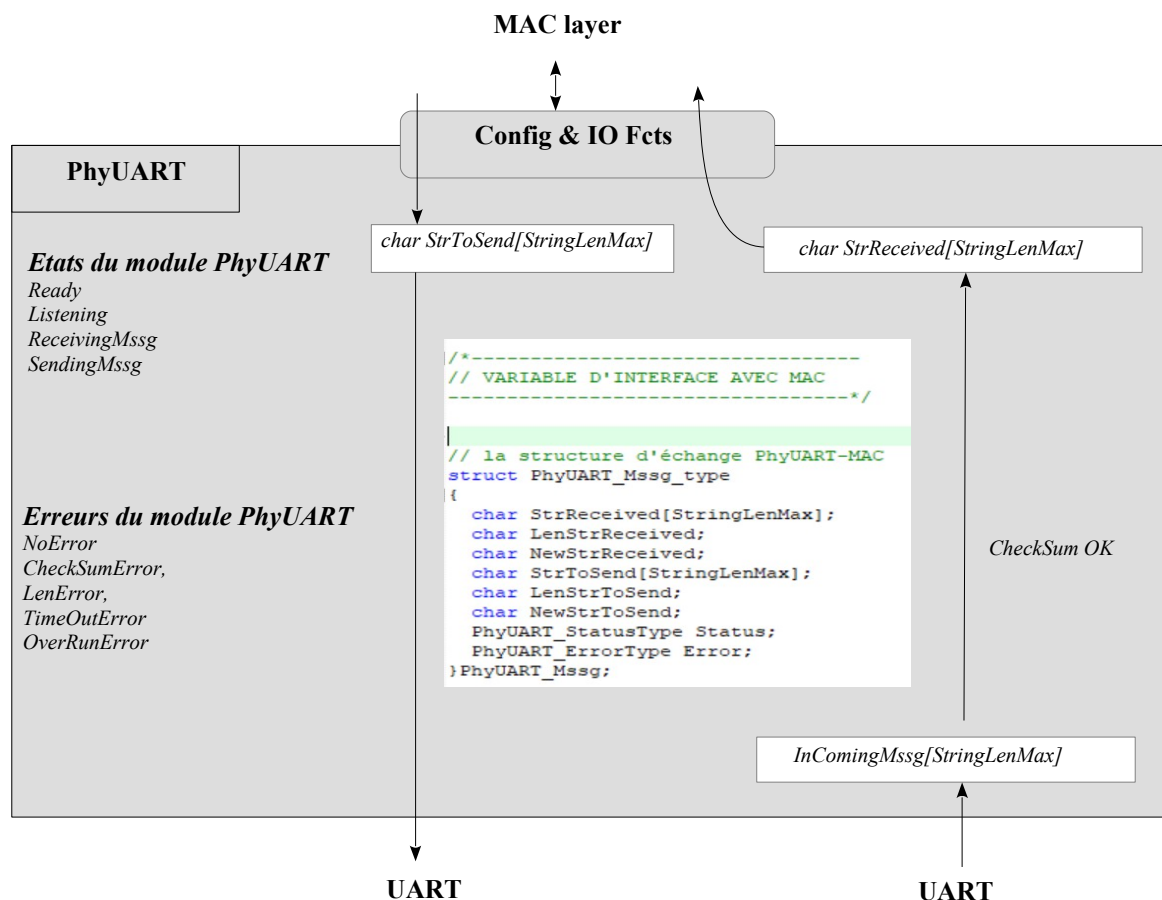 MAC layer
Config & IO Fcts
PhyUART
char StrToSend[StringLenMax]
char StrReceived[StringLenMax]
Etats du module PhyUART
Ready
Listening
ReceivingMssg
SendingMssg
/*---------------------------------
// VARIABLE D'INTERFACE AVEC MAC
----------------------------------*/
// la structure d'échange PhyUART-MAC
struct PhyUART_Mssg_type
{
char StrReceived[StringLenMax];
char LenStrReceived;
char NewStrReceived;
char StrToSend[StringLenMax];
char LenStrToSend;
char NewStrToSend;
PhyUART_StatusType Status;
PhyUART_ErrorType Error;
}PhyUART_Mssg;
Erreurs du module PhyUART
NoError
CheckSumError,
LenError,
TimeOutError
OverRunError
CheckSum OK
InComingMssg[StringLenMax]
UART
UART